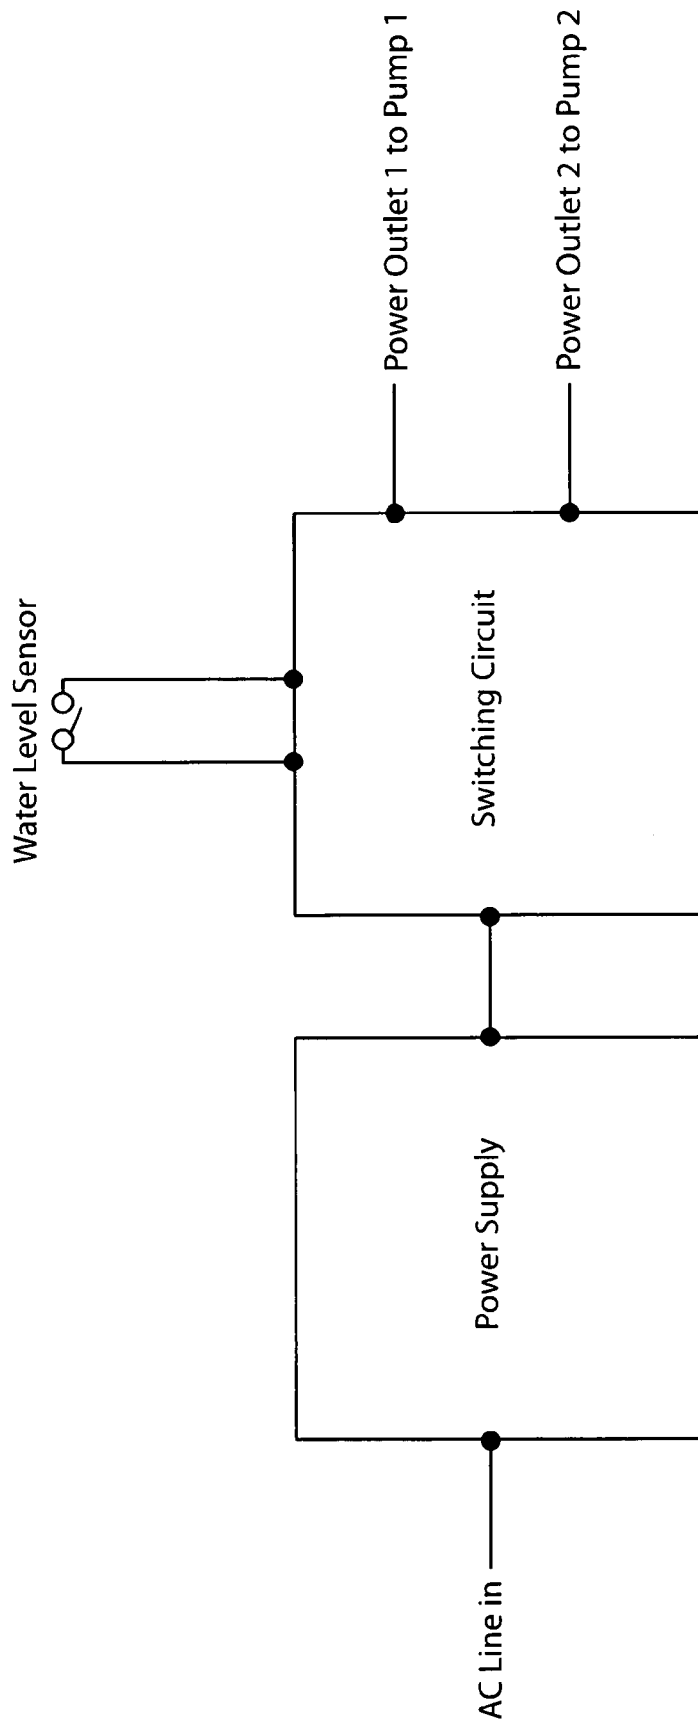 Water Level Sensor
Power Outlet 1 to Pump 1
Power Outlet 2 to Pump 2
Switching Circuit
Power Supply
AC Line in